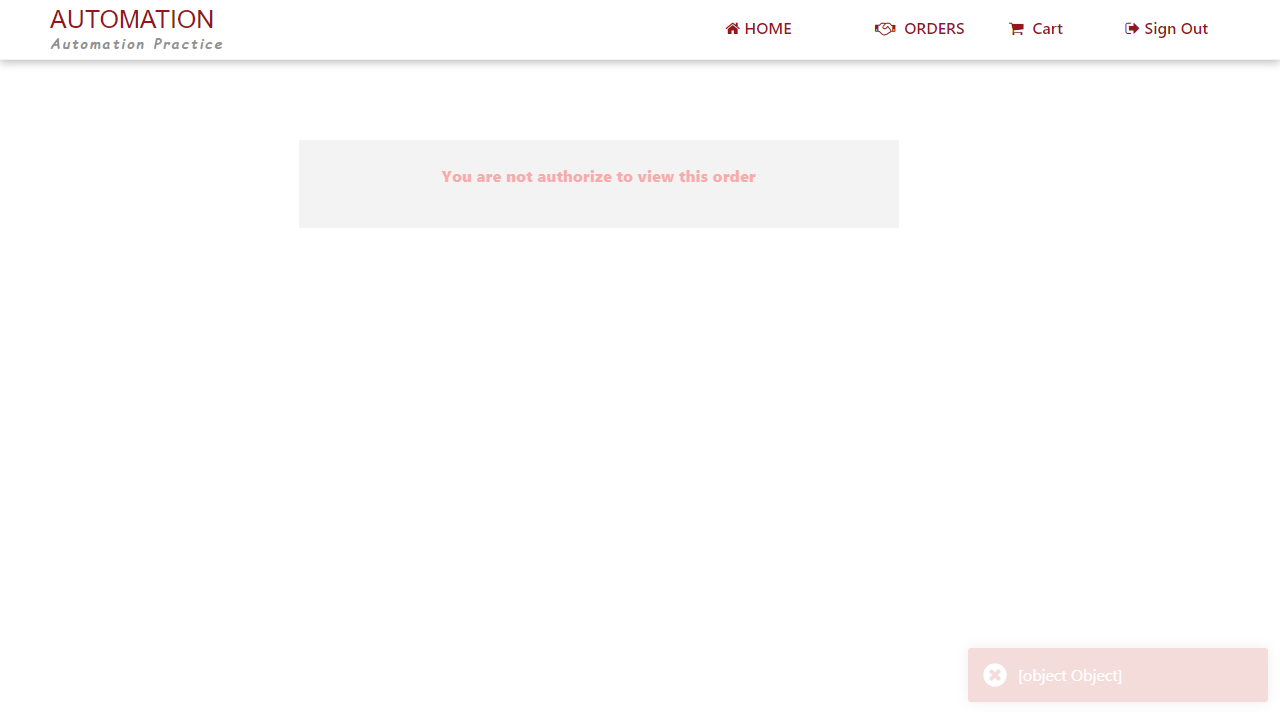 AUTOMATION
Automation Practice
HOME
ORDERS
Cart
Sign Out
You are not authorize to view this order
[object Object]